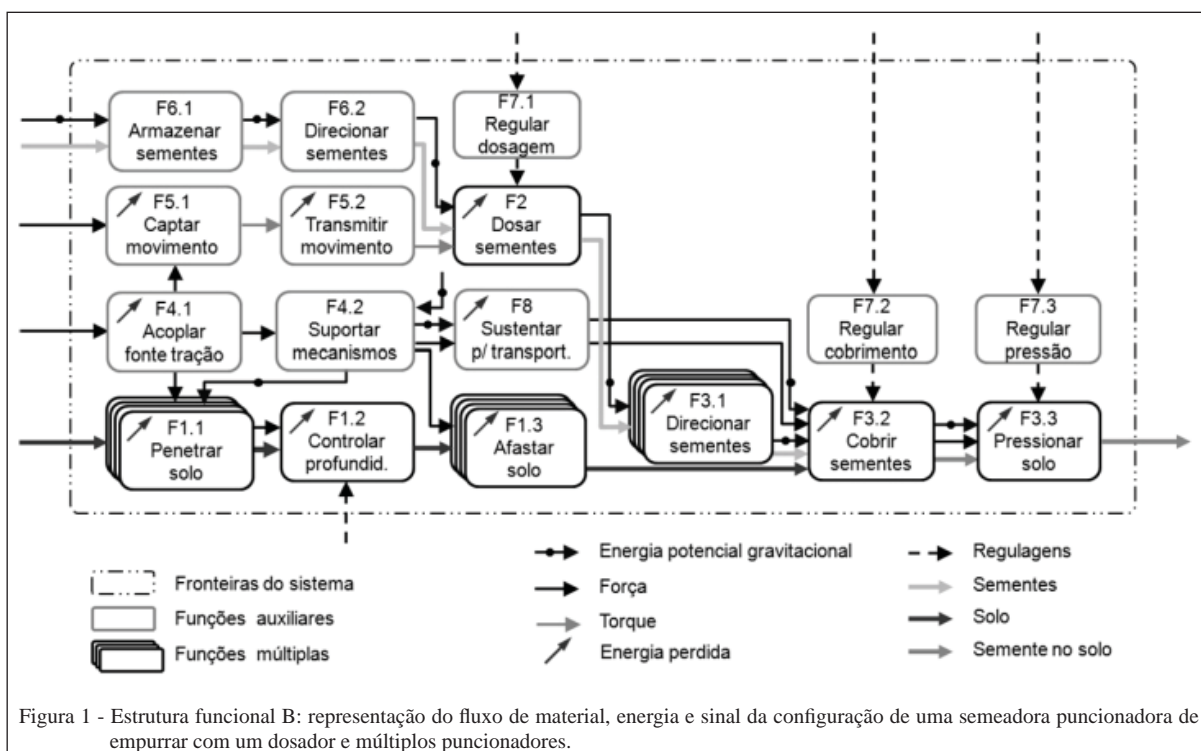 F6.1
Armazenar
sementes
F6.2
Direcionar
sementes
F7.1
Regular
dosagem
F5.1
Captar
movimento
F5.2
Transmitir
movimento
F2
Dosar
sementes
F4.1
Acoplar
fonte tração
F4.2
Suportar
mecanismos
F8
Sustentar
p/ transport.
F7.2
Regular
cobrimento
F7.3
Regular
pressão
F1.1
Penetrar
solo
F1.2
Controlar
profundid.
F1.3
Afastar
solo
F3.1
Direcionar
sementes
F3.2
Cobrir
sementes
F3.3
Pressionar
solo
Fronteiras do sistema
Funções auxiliares
Funções múltiplas
Energia potencial gravitacional
Força
Torque
Energia perdida
Regulagens
Sementes
Solo
Semente no solo
Figura 1 - Estrutura funcional B: representação do fluxo de material, energia e sinal da configuração de uma semeadora puncionadora de
empurrar com um dosador e múltiplos puncionadores.